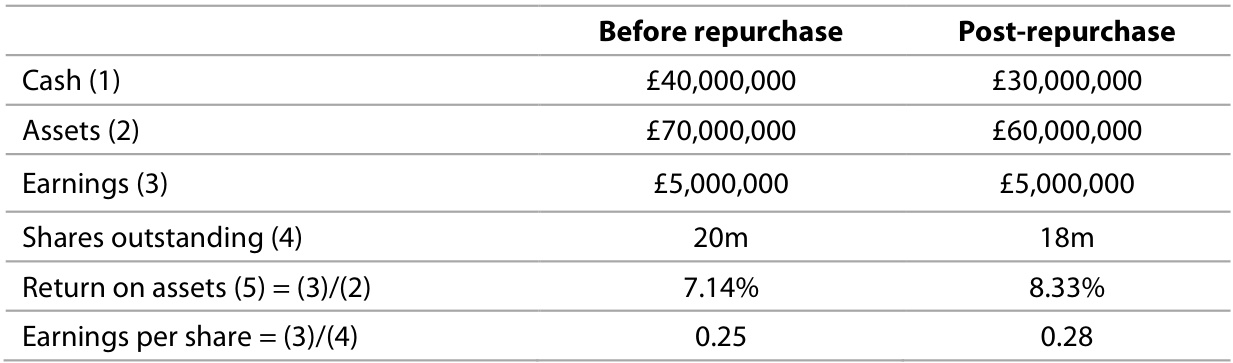 Before repurchase Post-repurchase
Cash (1) £40,000,000 £30,000,000
Assets (2) £70,000,000 £60,000,000
Earnings (3) £5,000,000 £5,000,000
Shares outstanding (4) 20m 18m
Return on assets (5) = (3)/(2) 7.14% 8.33%
Earnings per share = (3)/(4) 0.25 0.28